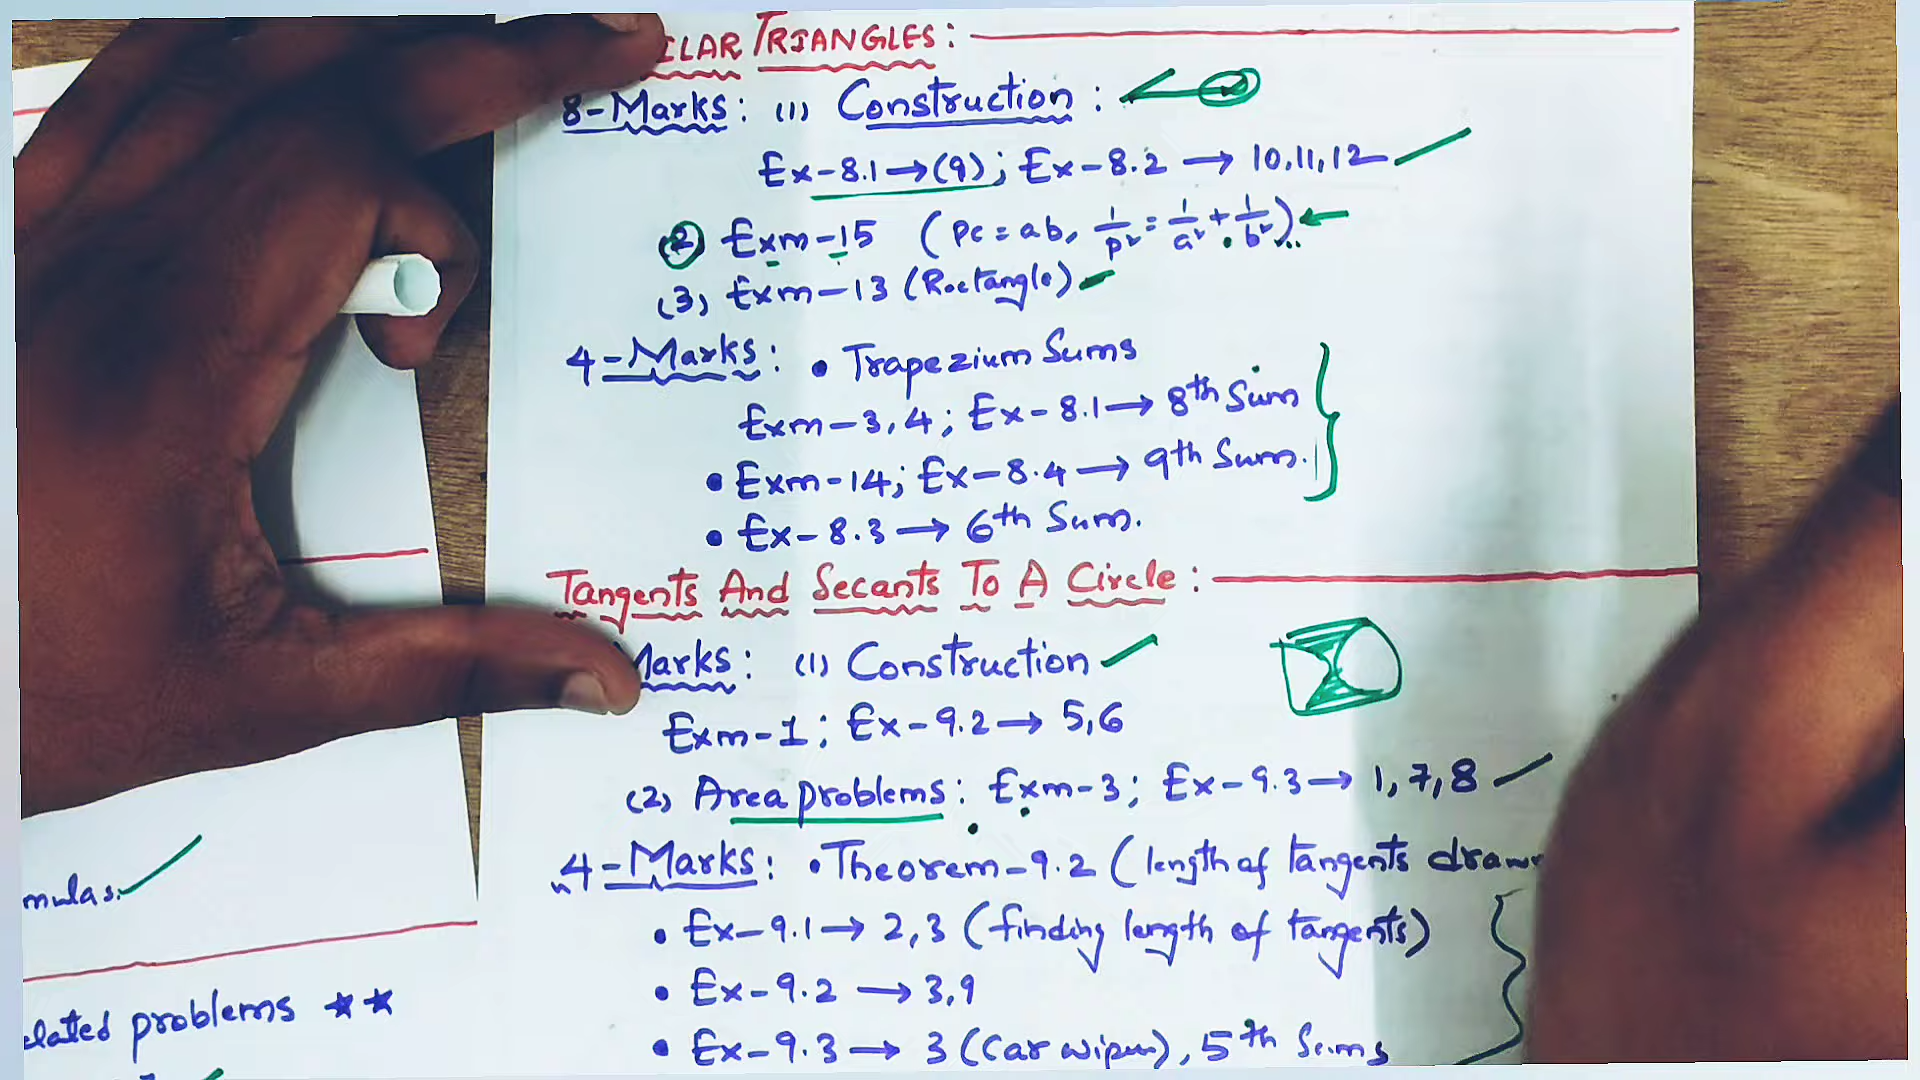 ILAR TRIANGLES:
8-Marks: (1) Construction:
Ex-8.1→(9); Ex-8.2 → 10,11,12
(2) Exm-15 (pc = ab, 1/p² = 1/a² + 1/b²)
(3) Exm-13 (Rectangle)
4-Marks: • Trapezium Sums
Exm-3,4; Ex-8.1→ 8th Sum
• Exm-14; Ex-8.4 → 9th Sum.
• Ex-8.3 → 6th Sum.
Tangents And Secants To A Circle:
Marks: (1) Construction
Exm-1; Ex-9.2→ 5,6
(2) Area problems: Exm-3; Ex-9.3→ 1,7,8
4-Marks: • Theorem-9.2 (length of tangents drawn
• Ex-9.1→ 2,3 (finding length of tangents)
• Ex-9.2 → 3,9
• Ex-9.3 → 3 (Car wiper), 5th Sums
mulas.
elated problems ★★